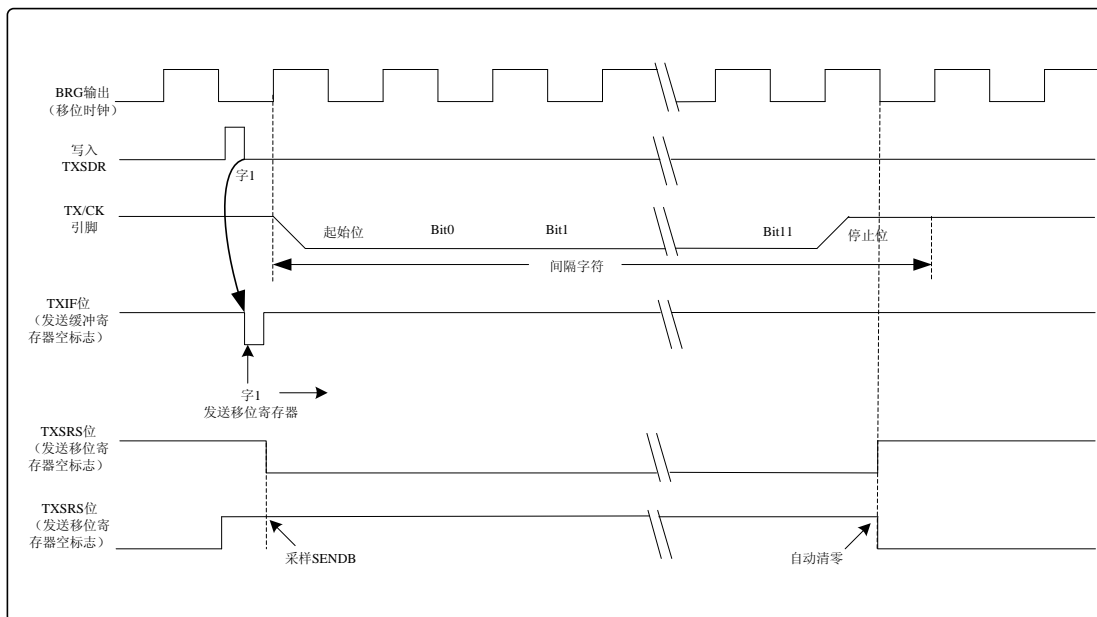 BRG输出
（移位时钟）
写入
TXSDR
字1
TX/CK
引脚
起始位
Bit0
Bit1
Bit11
停止位
间隔字符
TXIF位
（发送缓冲寄
存器空标志）
字1
发送移位寄存器
TXSRS位
（发送移位寄
存器空标志）
TXSRS位
（发送移位寄
存器空标志）
采样SENDB
自动清零